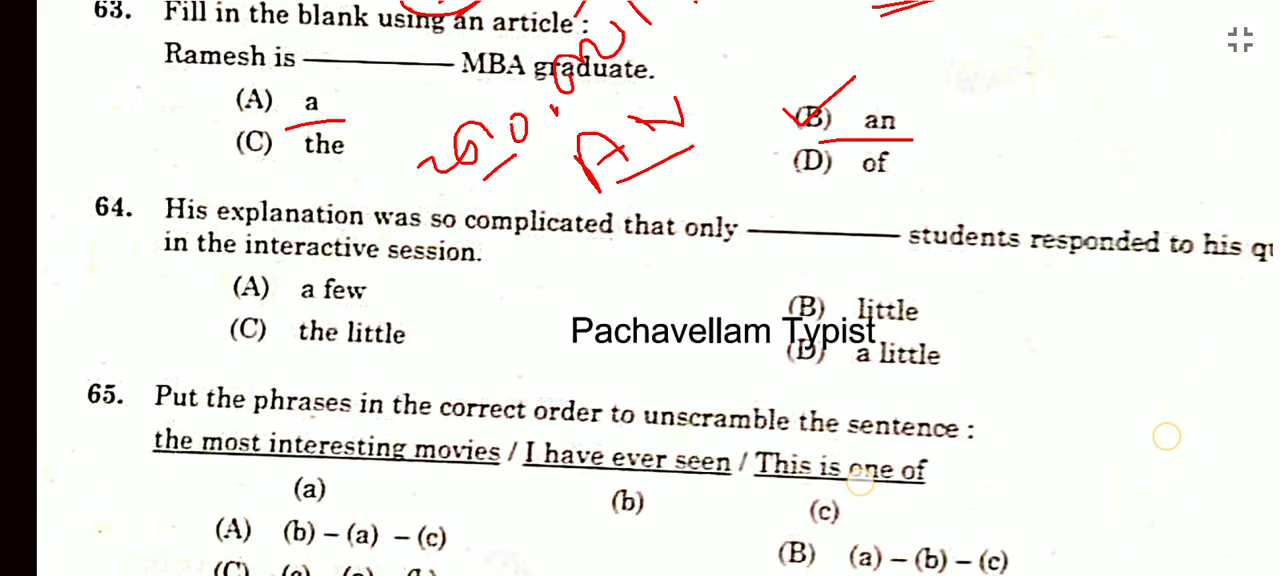 63. Fill in the blank using an article :
Ramesh is ———— MBA graduate.
(A) a
(B) an
(C) the
(D) of
AN
64. His explanation was so complicated that only ———— students responded to his
in the interactive session.
(A) a few
(B) little
(C) the little
(D) a little
Pachavellam Typist
65. Put the phrases in the correct order to unscramble the sentence :
the most interesting movies / I have ever seen / This is one of
(a) (b) (c)
(A) (b) – (a) – (c)
(B) (a) – (b) – (c)